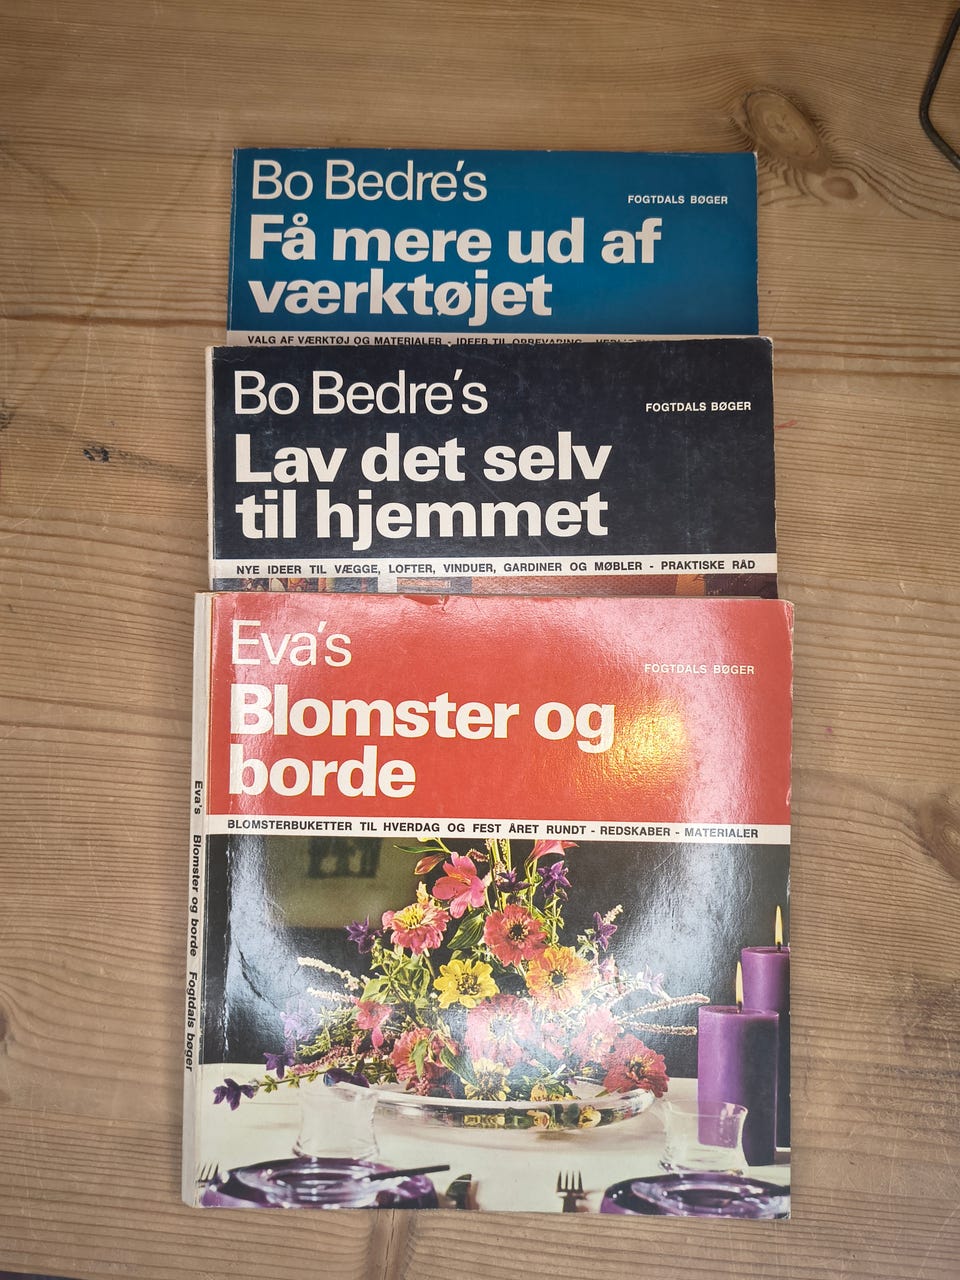 Bo Bedre's
FOGTDALS BØGER
Få mere ud af
værktøjet
VALG AF VÆRKTØJ OG MATERIALER - IDEER TIL OPBEVARING -
Bo Bedre's
FOGTDALS BØGER
Lav det selv
til hjemmet
NYE IDEER TIL VÆGGE, LOFTER, VINDUER, GARDINER OG MØBLER - PRAKTISKE RÅD
Eva's
FOGTDALS BØGER
Blomster og
borde
BLOMSTERBUKETTER TIL HVERDAG OG FEST ÅRET RUNDT - REDSKABER - MATERIALER
Eva's Blomster og borde Fogtdals bøger